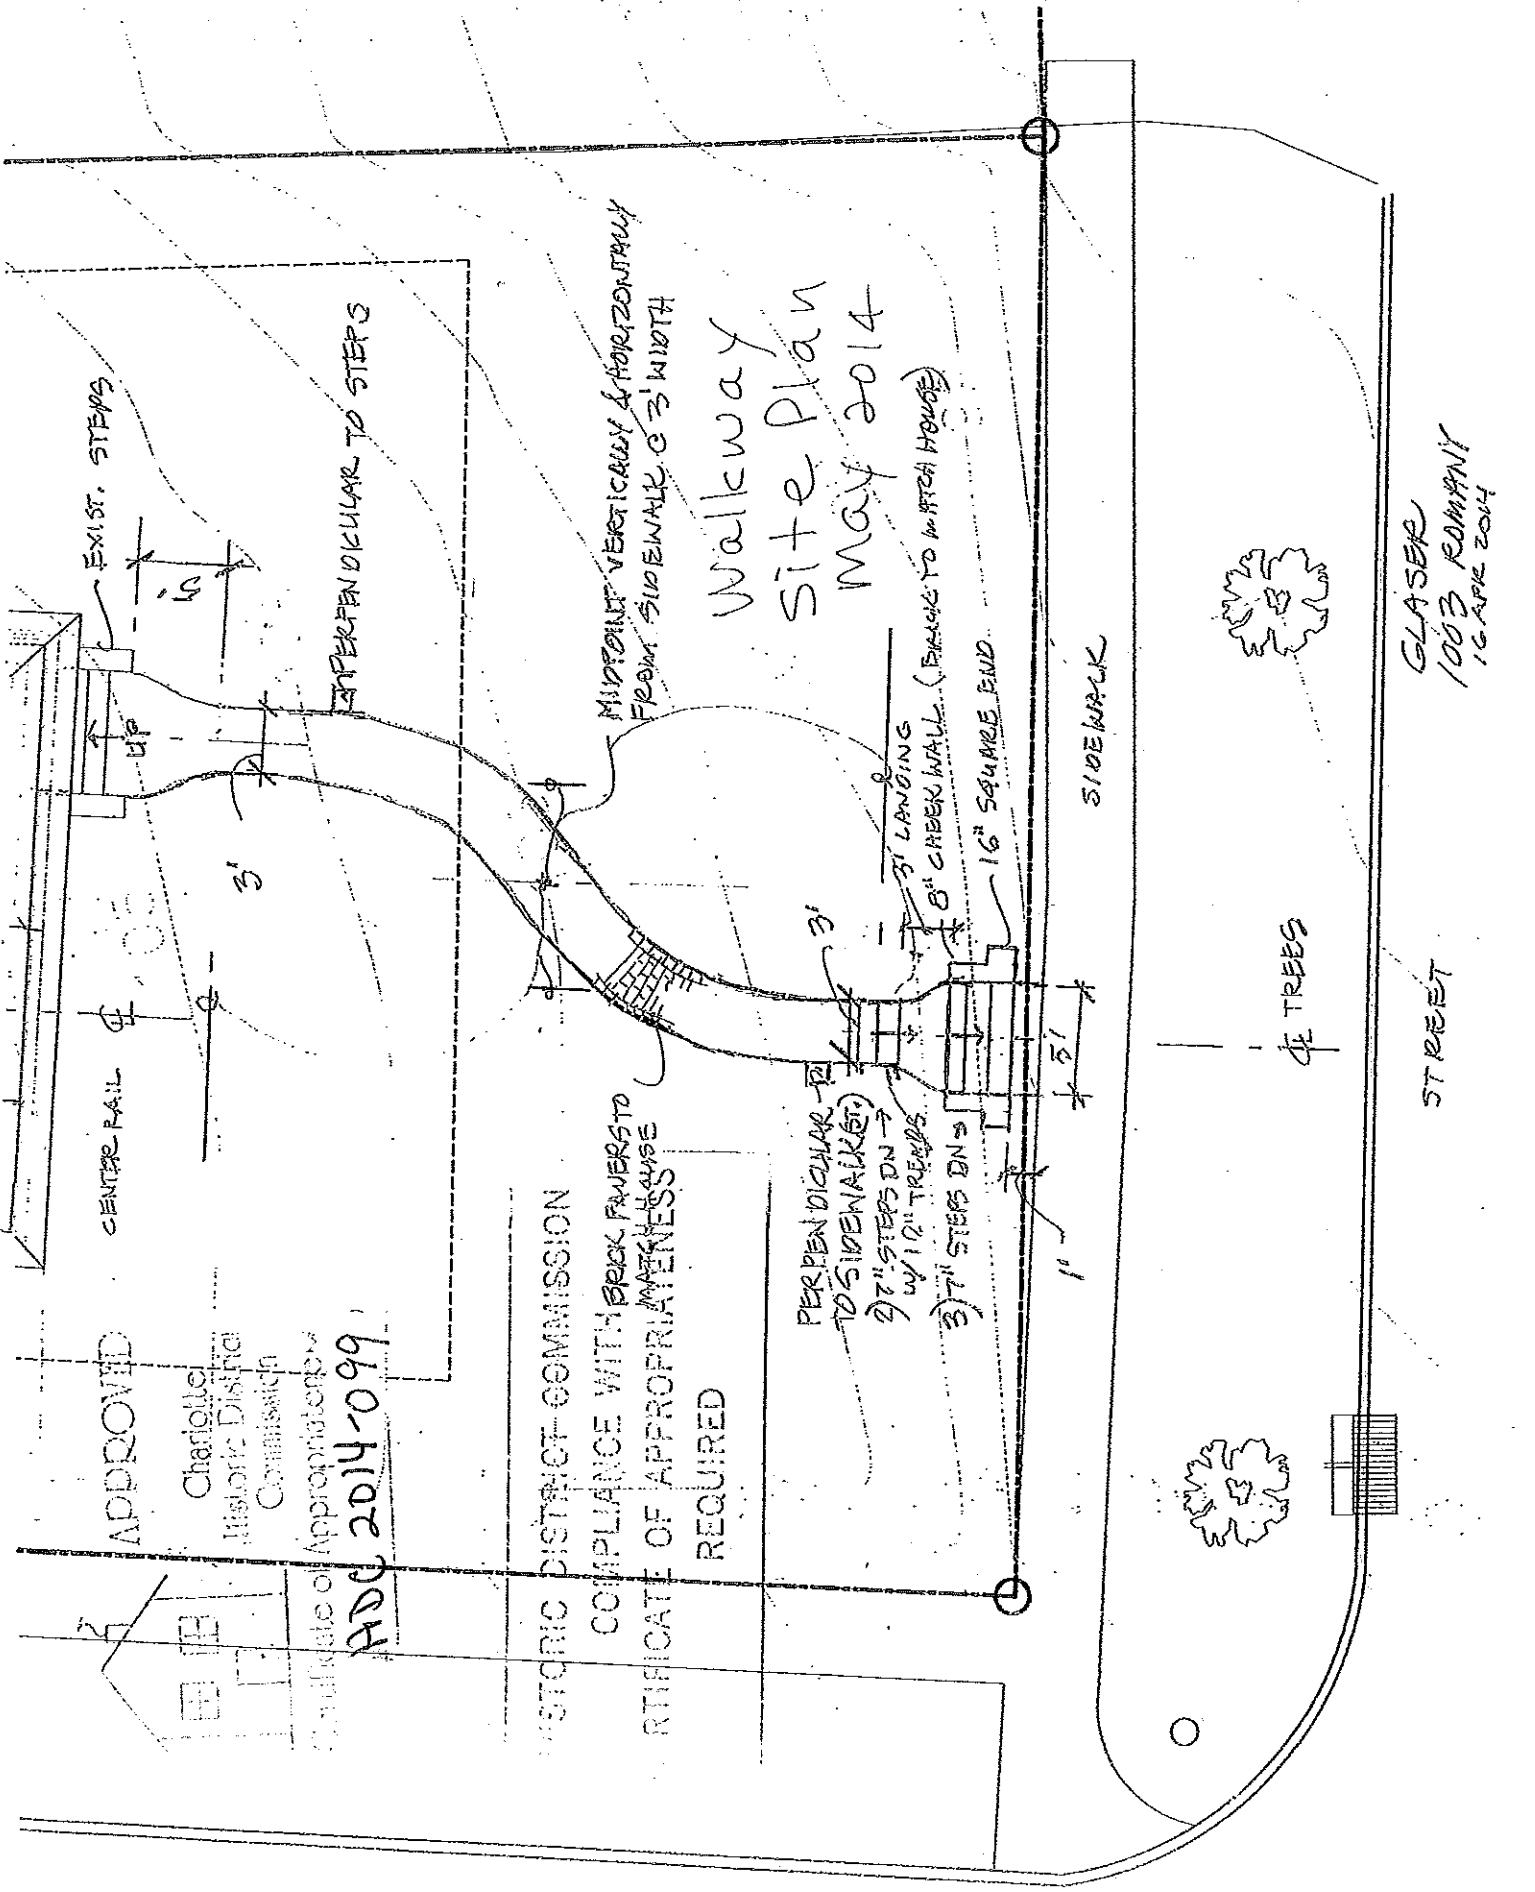 EXIST. STEPS
5'
PERPENDICULAR TO STEPS
UP
3'
CENTER RAIL ℄
MIDPOINT VERTICALLY & HORIZONTALLY
FROM SIDEWALK @ 3' WIDTH
Walkway
Site Plan
May 2014
BRICK PAVERS TO
MATCH HOUSE
3'
3' LANDING
8" CHEEK WALL (BRICK TO MATCH HOUSE)
16" SQUARE END
PERPENDICULAR
TO SIDEWALK (ST.)
2) 7" STEPS DN →
W/ 12" TREADS
3) 7" STEPS DN
5'
1"
SIDEWALK
℄ TREES
STREET
GLASER
1003 ROMANY
16 APR 2014
APPROVED
Charlotte
Historic District
Commission
Certificate of Appropriateness
HDC 2014-099
HISTORIC DISTRICT COMMISSION
COMPLIANCE WITH
RTIFICATE OF APPROPRIATENESS
REQUIRED